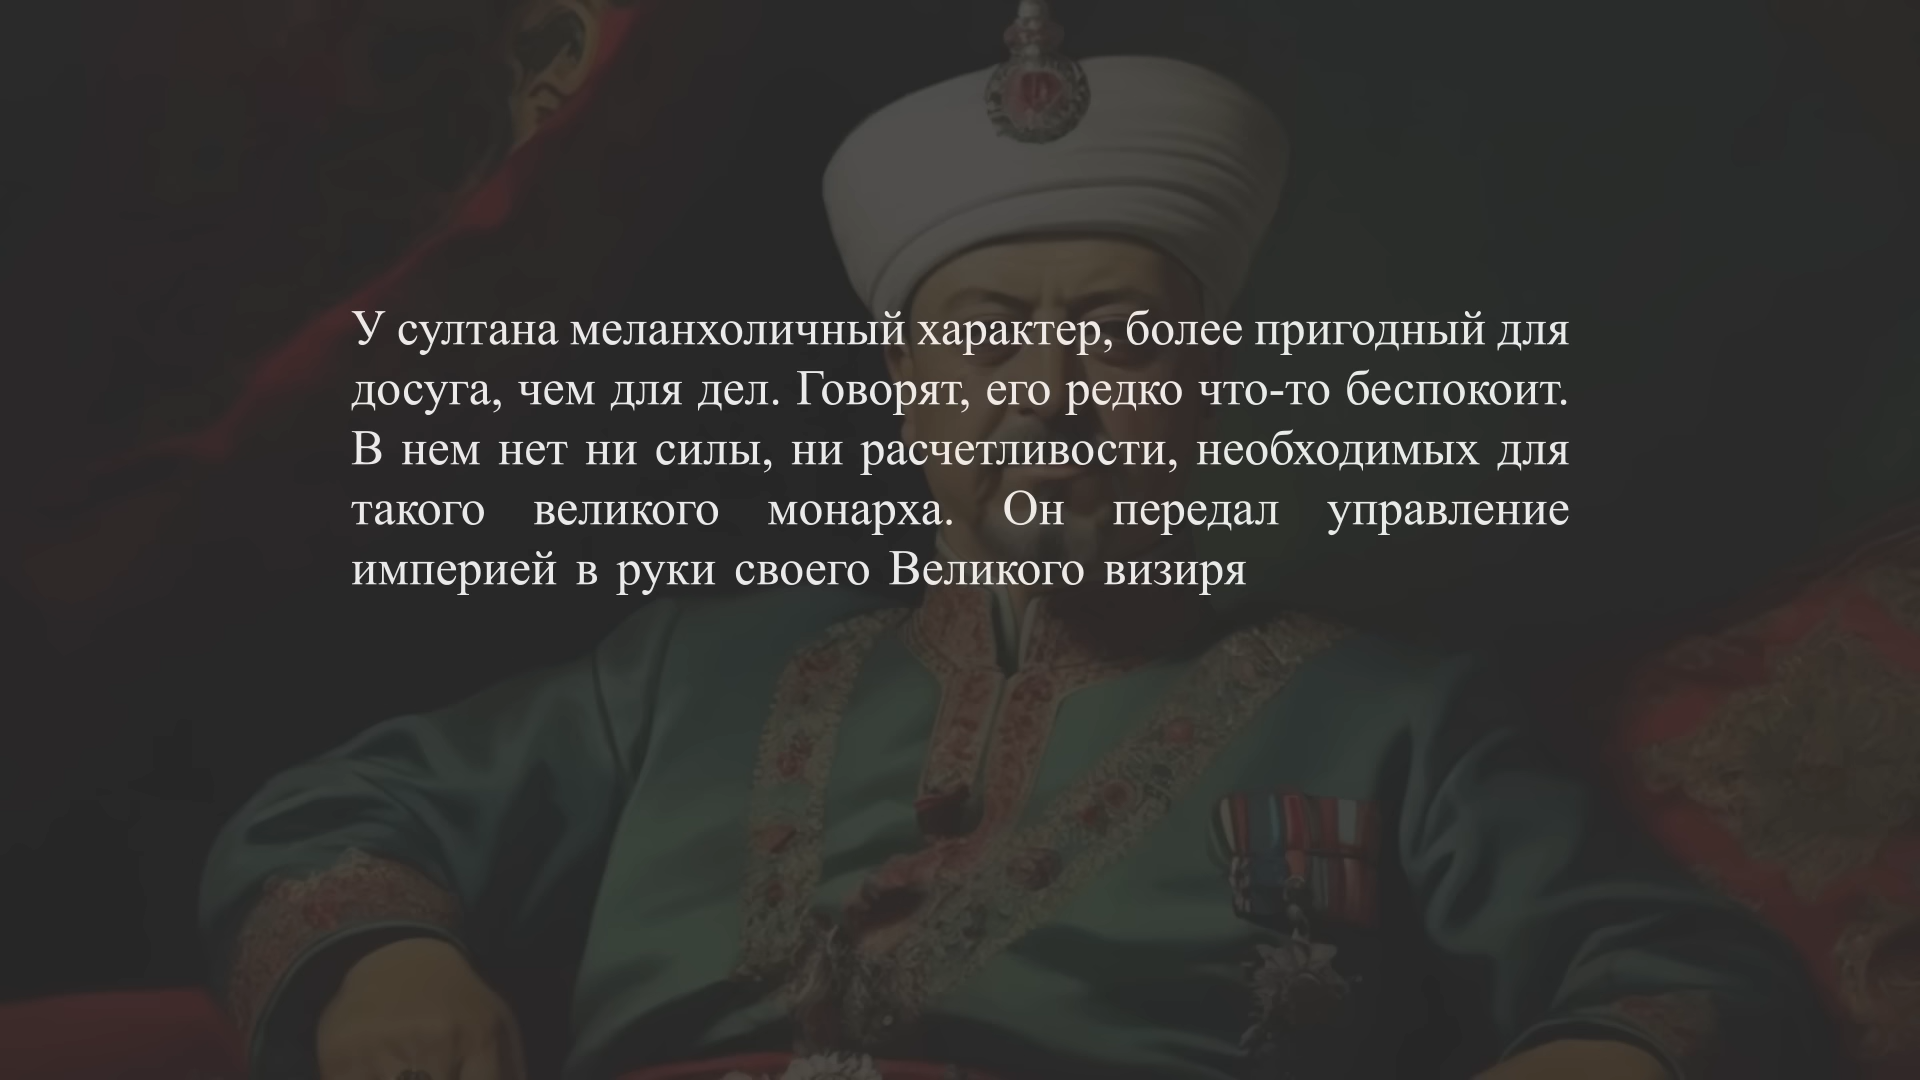 У султана меланхоличный характер, более пригодный для
досуга, чем для дел. Говорят, его редко что-то беспокоит.
В нем нет ни силы, ни расчетливости, необходимых для
такого великого монарха. Он передал управление
империей в руки своего Великого визиря